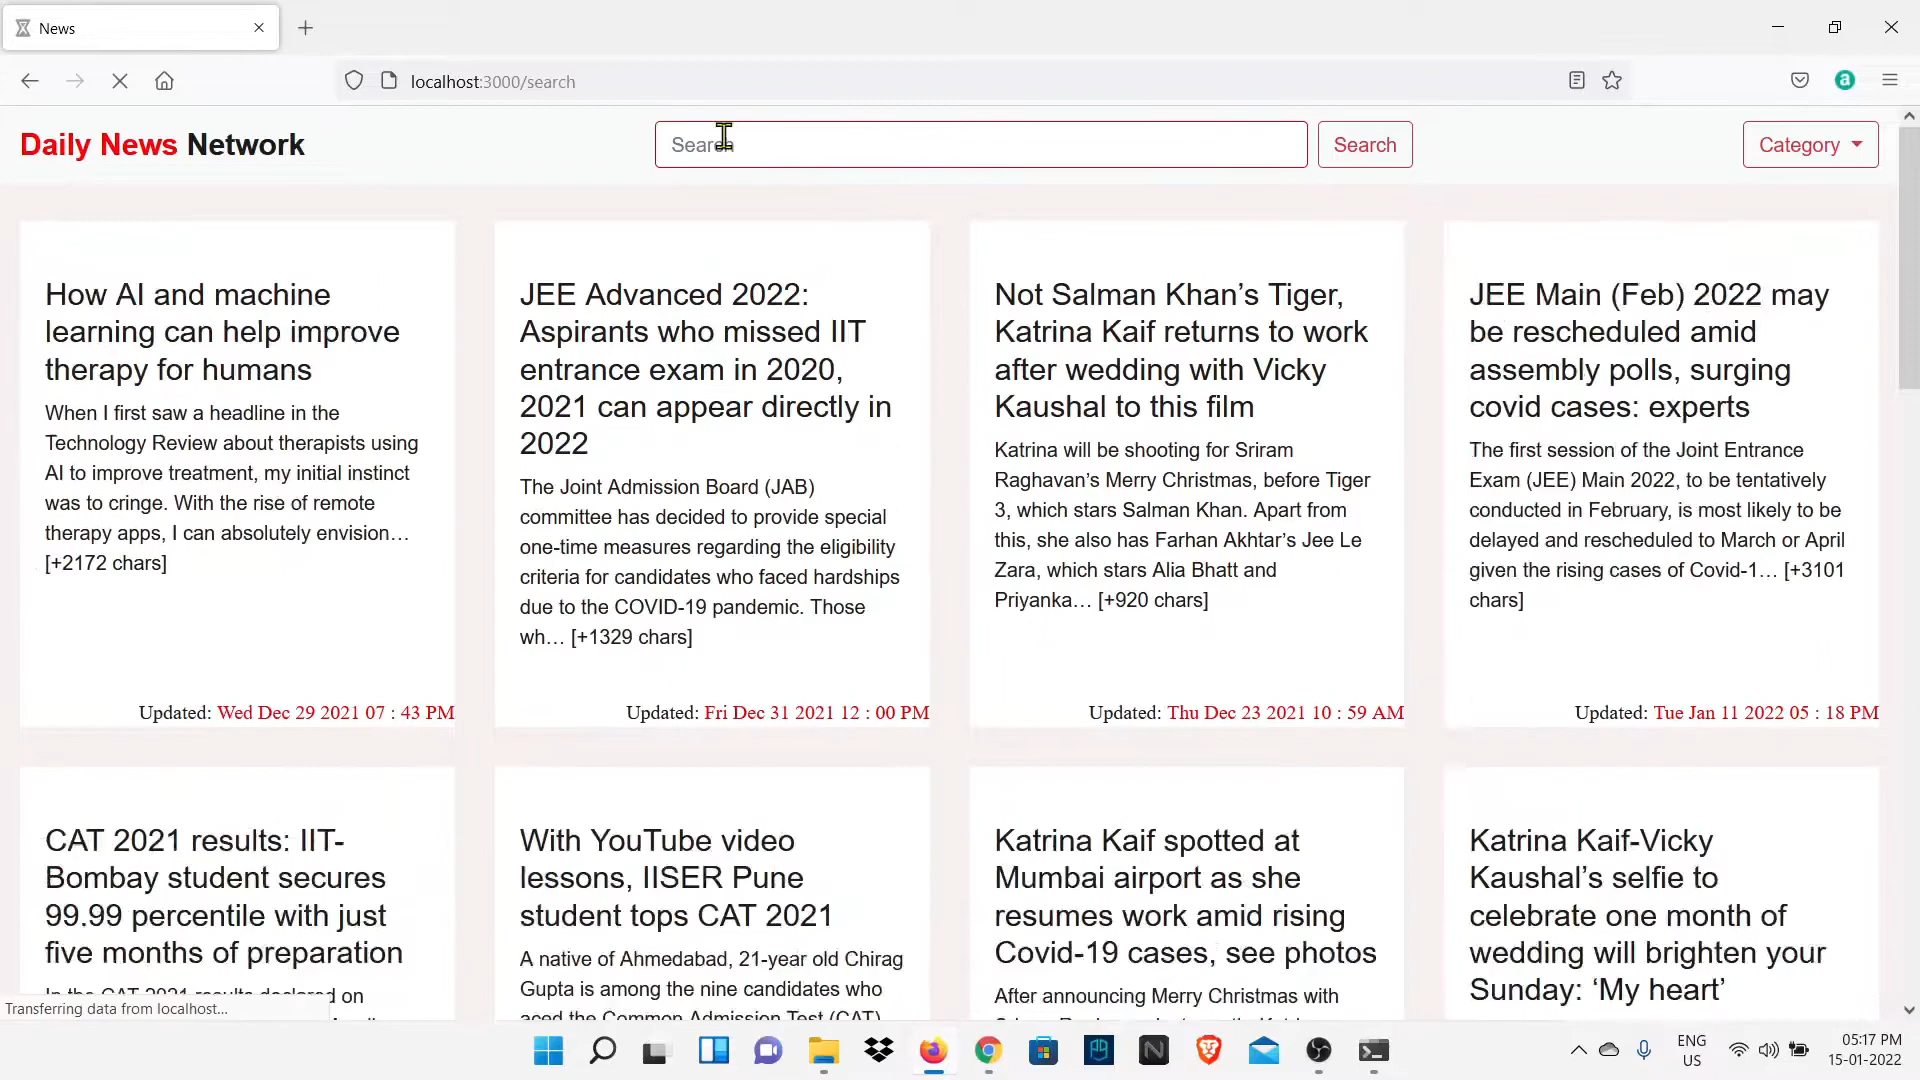 News
localhost:3000/search
Daily News Network
Search
Search
Category
How AI and machine
learning can help improve
therapy for humans
When I first saw a headline in the
Technology Review about therapists using
AI to improve treatment, my initial instinct
was to cringe. With the rise of remote
therapy apps, I can absolutely envision…
[+2172 chars]
Updated: Wed Dec 29 2021 07 : 43 PM
JEE Advanced 2022:
Aspirants who missed IIT
entrance exam in 2020,
2021 can appear directly in
2022
The Joint Admission Board (JAB)
committee has decided to provide special
one-time measures regarding the eligibility
criteria for candidates who faced hardships
due to the COVID-19 pandemic. Those
wh… [+1329 chars]
Updated: Fri Dec 31 2021 12 : 00 PM
Not Salman Khan’s Tiger,
Katrina Kaif returns to work
after wedding with Vicky
Kaushal to this film
Katrina will be shooting for Sriram
Raghavan’s Merry Christmas, before Tiger
3, which stars Salman Khan. Apart from
this, she also has Farhan Akhtar’s Jee Le
Zara, which stars Alia Bhatt and
Priyanka… [+920 chars]
Updated: Thu Dec 23 2021 10 : 59 AM
JEE Main (Feb) 2022 may
be rescheduled amid
assembly polls, surging
covid cases: experts
The first session of the Joint Entrance
Exam (JEE) Main 2022, to be tentatively
conducted in February, is most likely to be
delayed and rescheduled to March or April
given the rising cases of Covid-1… [+3101
chars]
Updated: Tue Jan 11 2022 05 : 18 PM
CAT 2021 results: IIT-
Bombay student secures
99.99 percentile with just
five months of preparation
In the CAT 2021 results declared on
With YouTube video
lessons, IISER Pune
student tops CAT 2021
A native of Ahmedabad, 21-year old Chirag
Gupta is among the nine candidates who
aced the Common Admission Test (CAT)
Katrina Kaif spotted at
Mumbai airport as she
resumes work amid rising
Covid-19 cases, see photos
After announcing Merry Christmas with
Katrina Kaif-Vicky
Kaushal’s selfie to
celebrate one month of
wedding will brighten your
Sunday: ‘My heart’
Transferring data from localhost…
ENG
US
05:17 PM
15-01-2022